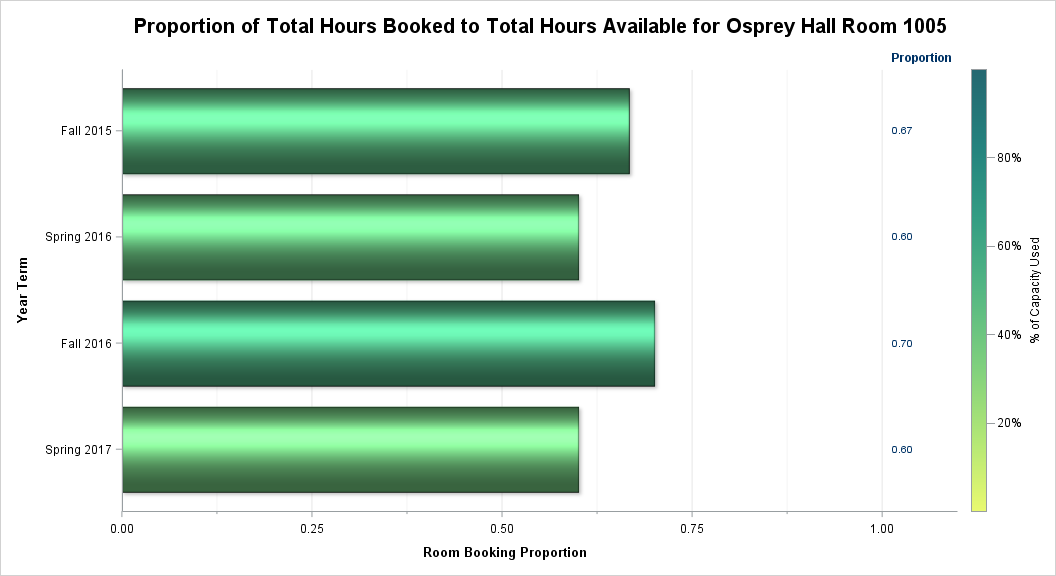 Proportion of Total Hours Booked to Total Hours Available for Osprey Hall Room 1005
Proportion
Fall 2015
0.67
80%
Spring 2016
0.60
60%
Year Term
% of Capacity Used
Fall 2016
0.70
40%
20%
Spring 2017
0.60
0.00 0.25 0.50 0.75 1.00
Room Booking Proportion